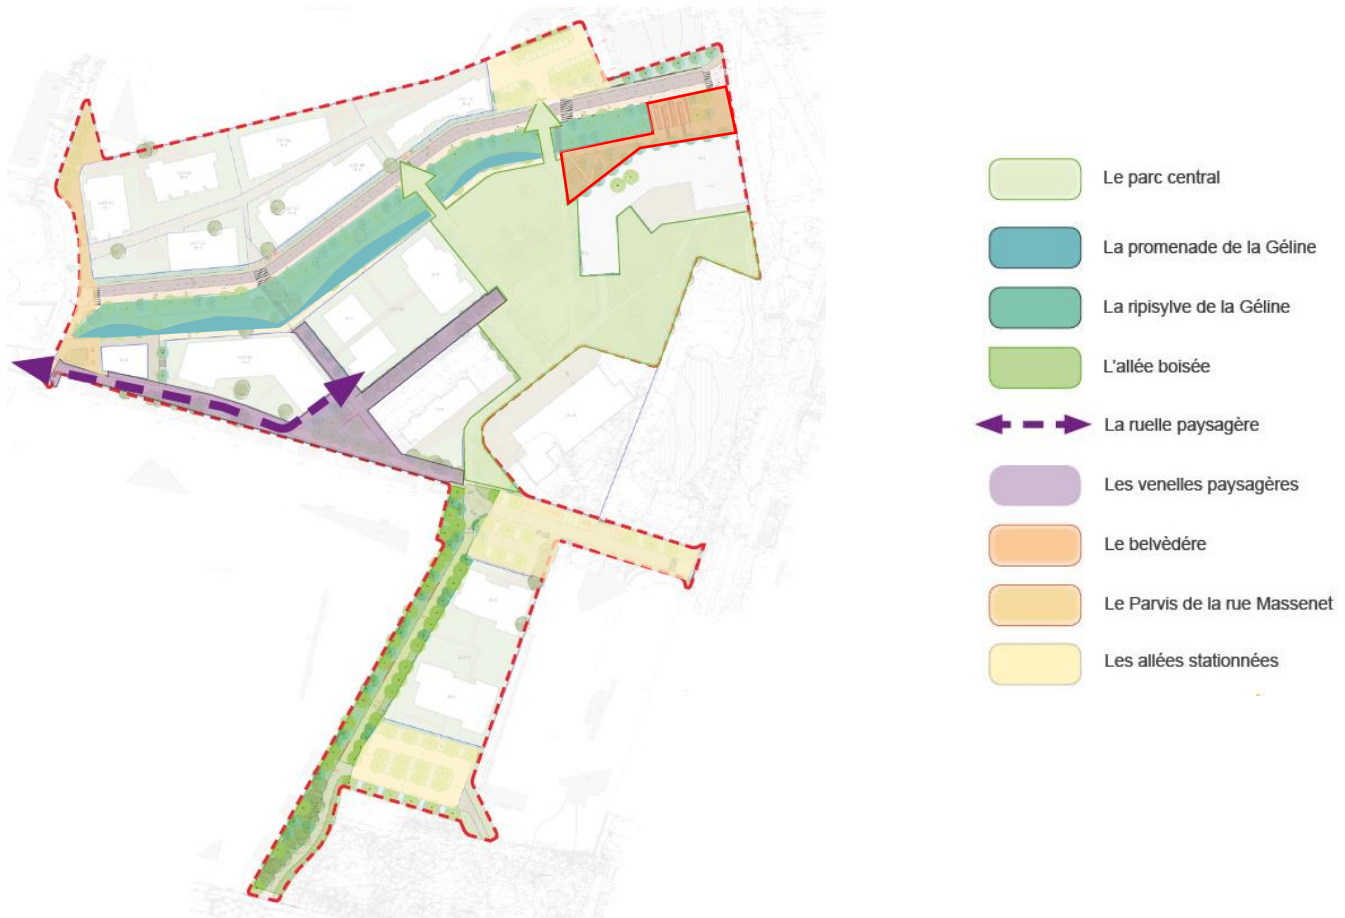 Le parc central
La promenade de la Géline
La ripisylve de la Géline
L'allée boisée
La ruelle paysagère
Les venelles paysagères
Le belvèdére
Le Parvis de la rue Massenet
Les allées stationnées